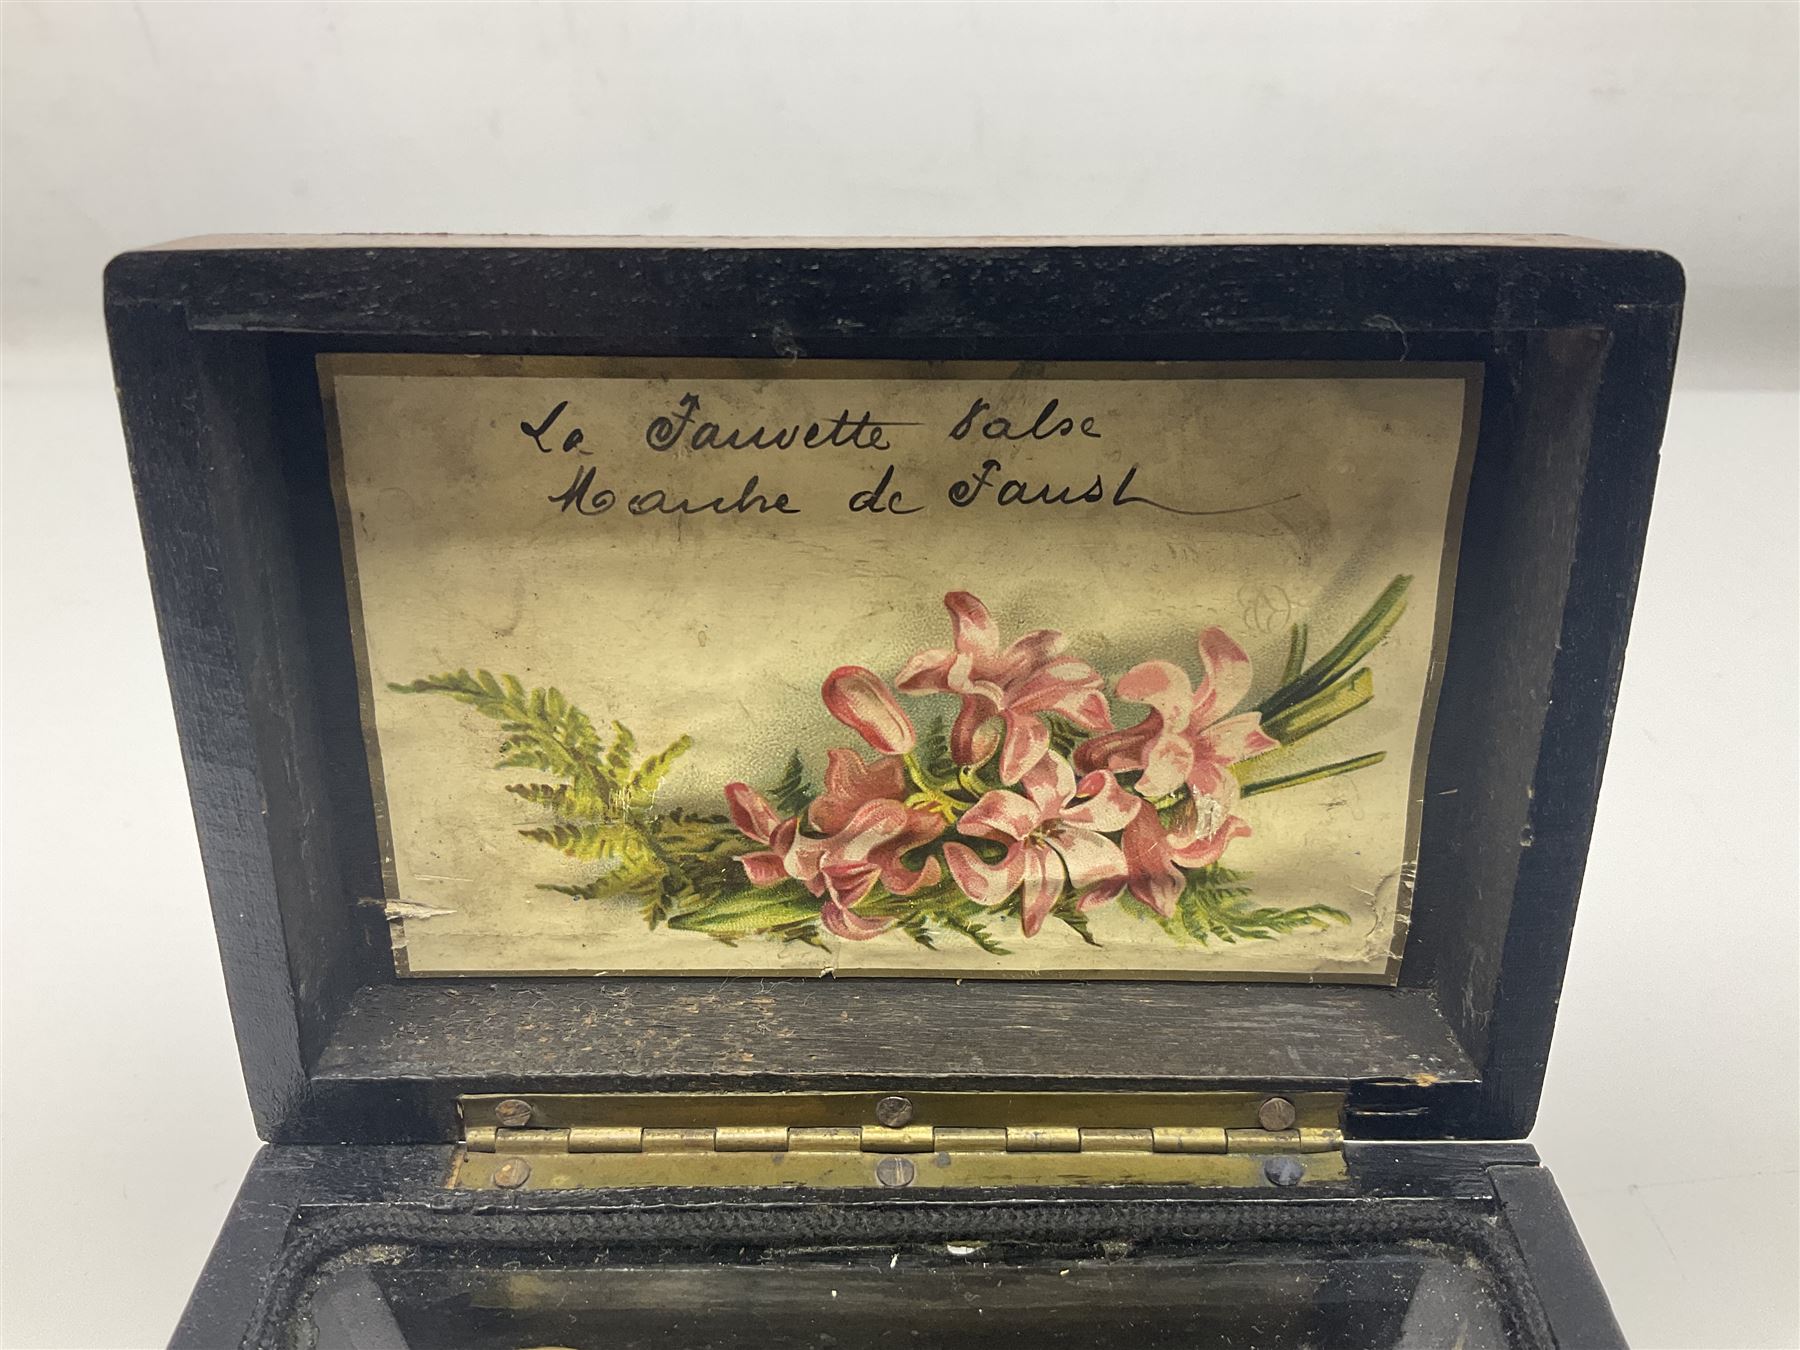 La Fauvette Valse
Marche de Faust